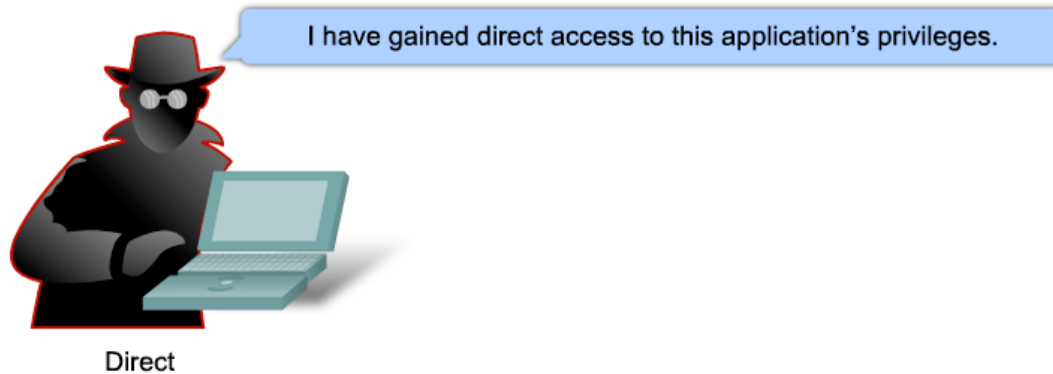 I have gained direct access to this application's privileges.
Direct